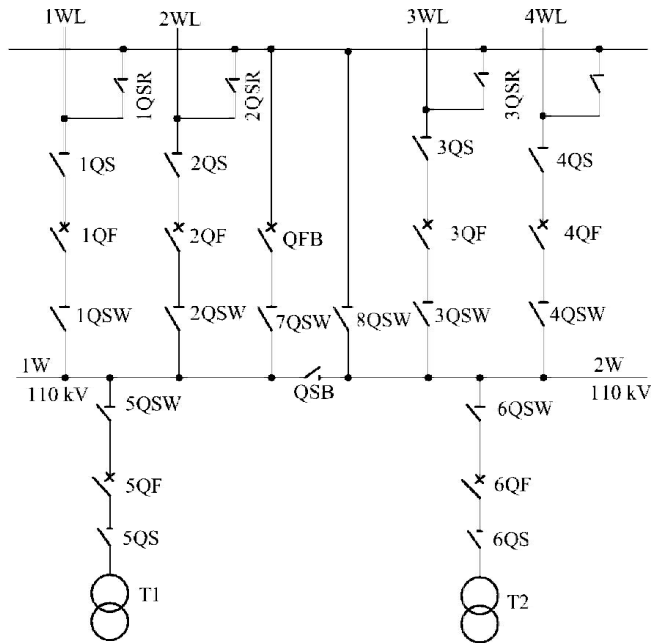 1WL 2WL 3WL 4WL
1QSR 2QSR 3QSR
1QS 2QS 3QS 4QS
1QF 2QF QFB 3QF 4QF
1QSW 2QSW 7QSW 8QSW 3QSW 4QSW
1W 2W
110 kV QSB 110 kV
5QSW 6QSW
5QF 6QF
5QS 6QS
T1 T2